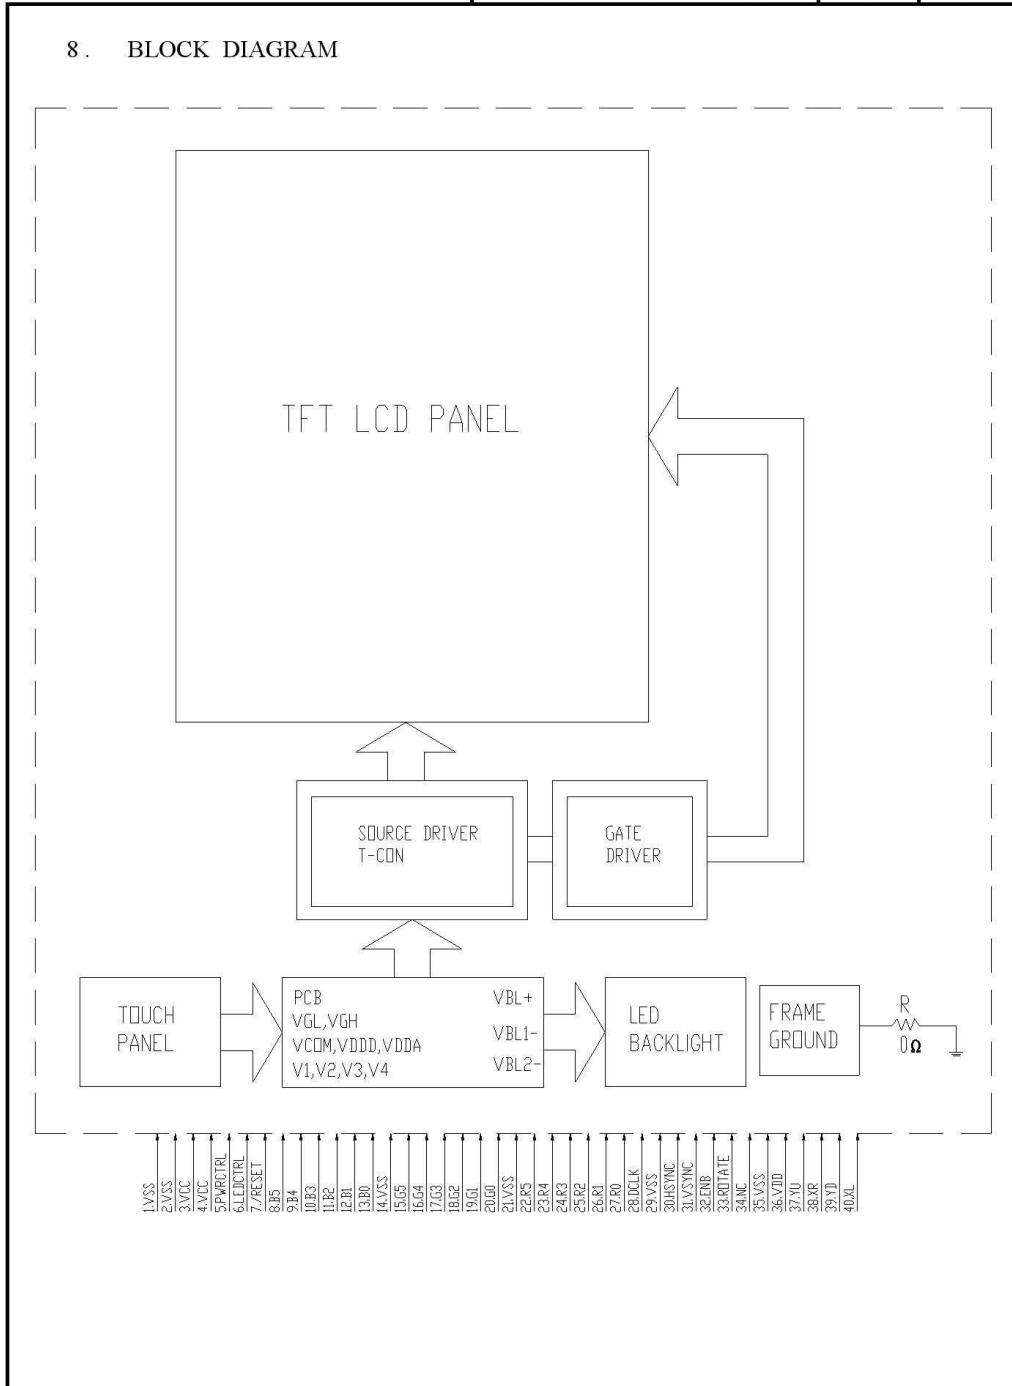 8 . BLOCK DIAGRAM
TFT LCD PANEL
SOURCE DRIVER
T-CON
GATE
DRIVER
TOUCH
PANEL
PCB
VGL,VGH
VCOM,VDDD,VDDA
V1,V2,V3,V4
VBL+
VBL1-
VBL2-
LED
BACKLIGHT
FRAME
GROUND
R
0Ω
1.VSS
2.VSS
3.VCC
4.VCC
5.PWRCTRL
6.LEDCTRL
7./RESET
8.B5
9.B4
10.B3
11.B2
12.B1
13.B0
14.VSS
15.G5
16.G4
17.G3
18.G2
19.G1
20.G0
21.VSS
22.R5
23.R4
24.R3
25.R2
26.R1
27.R0
28.DCLK
29.VSS
30.HSYNC
31.VSYNC
32.ENB
33.ROTATE
34.NC
35.VSS
36.VDD
37.YU
38.XR
39.YD
40.XL